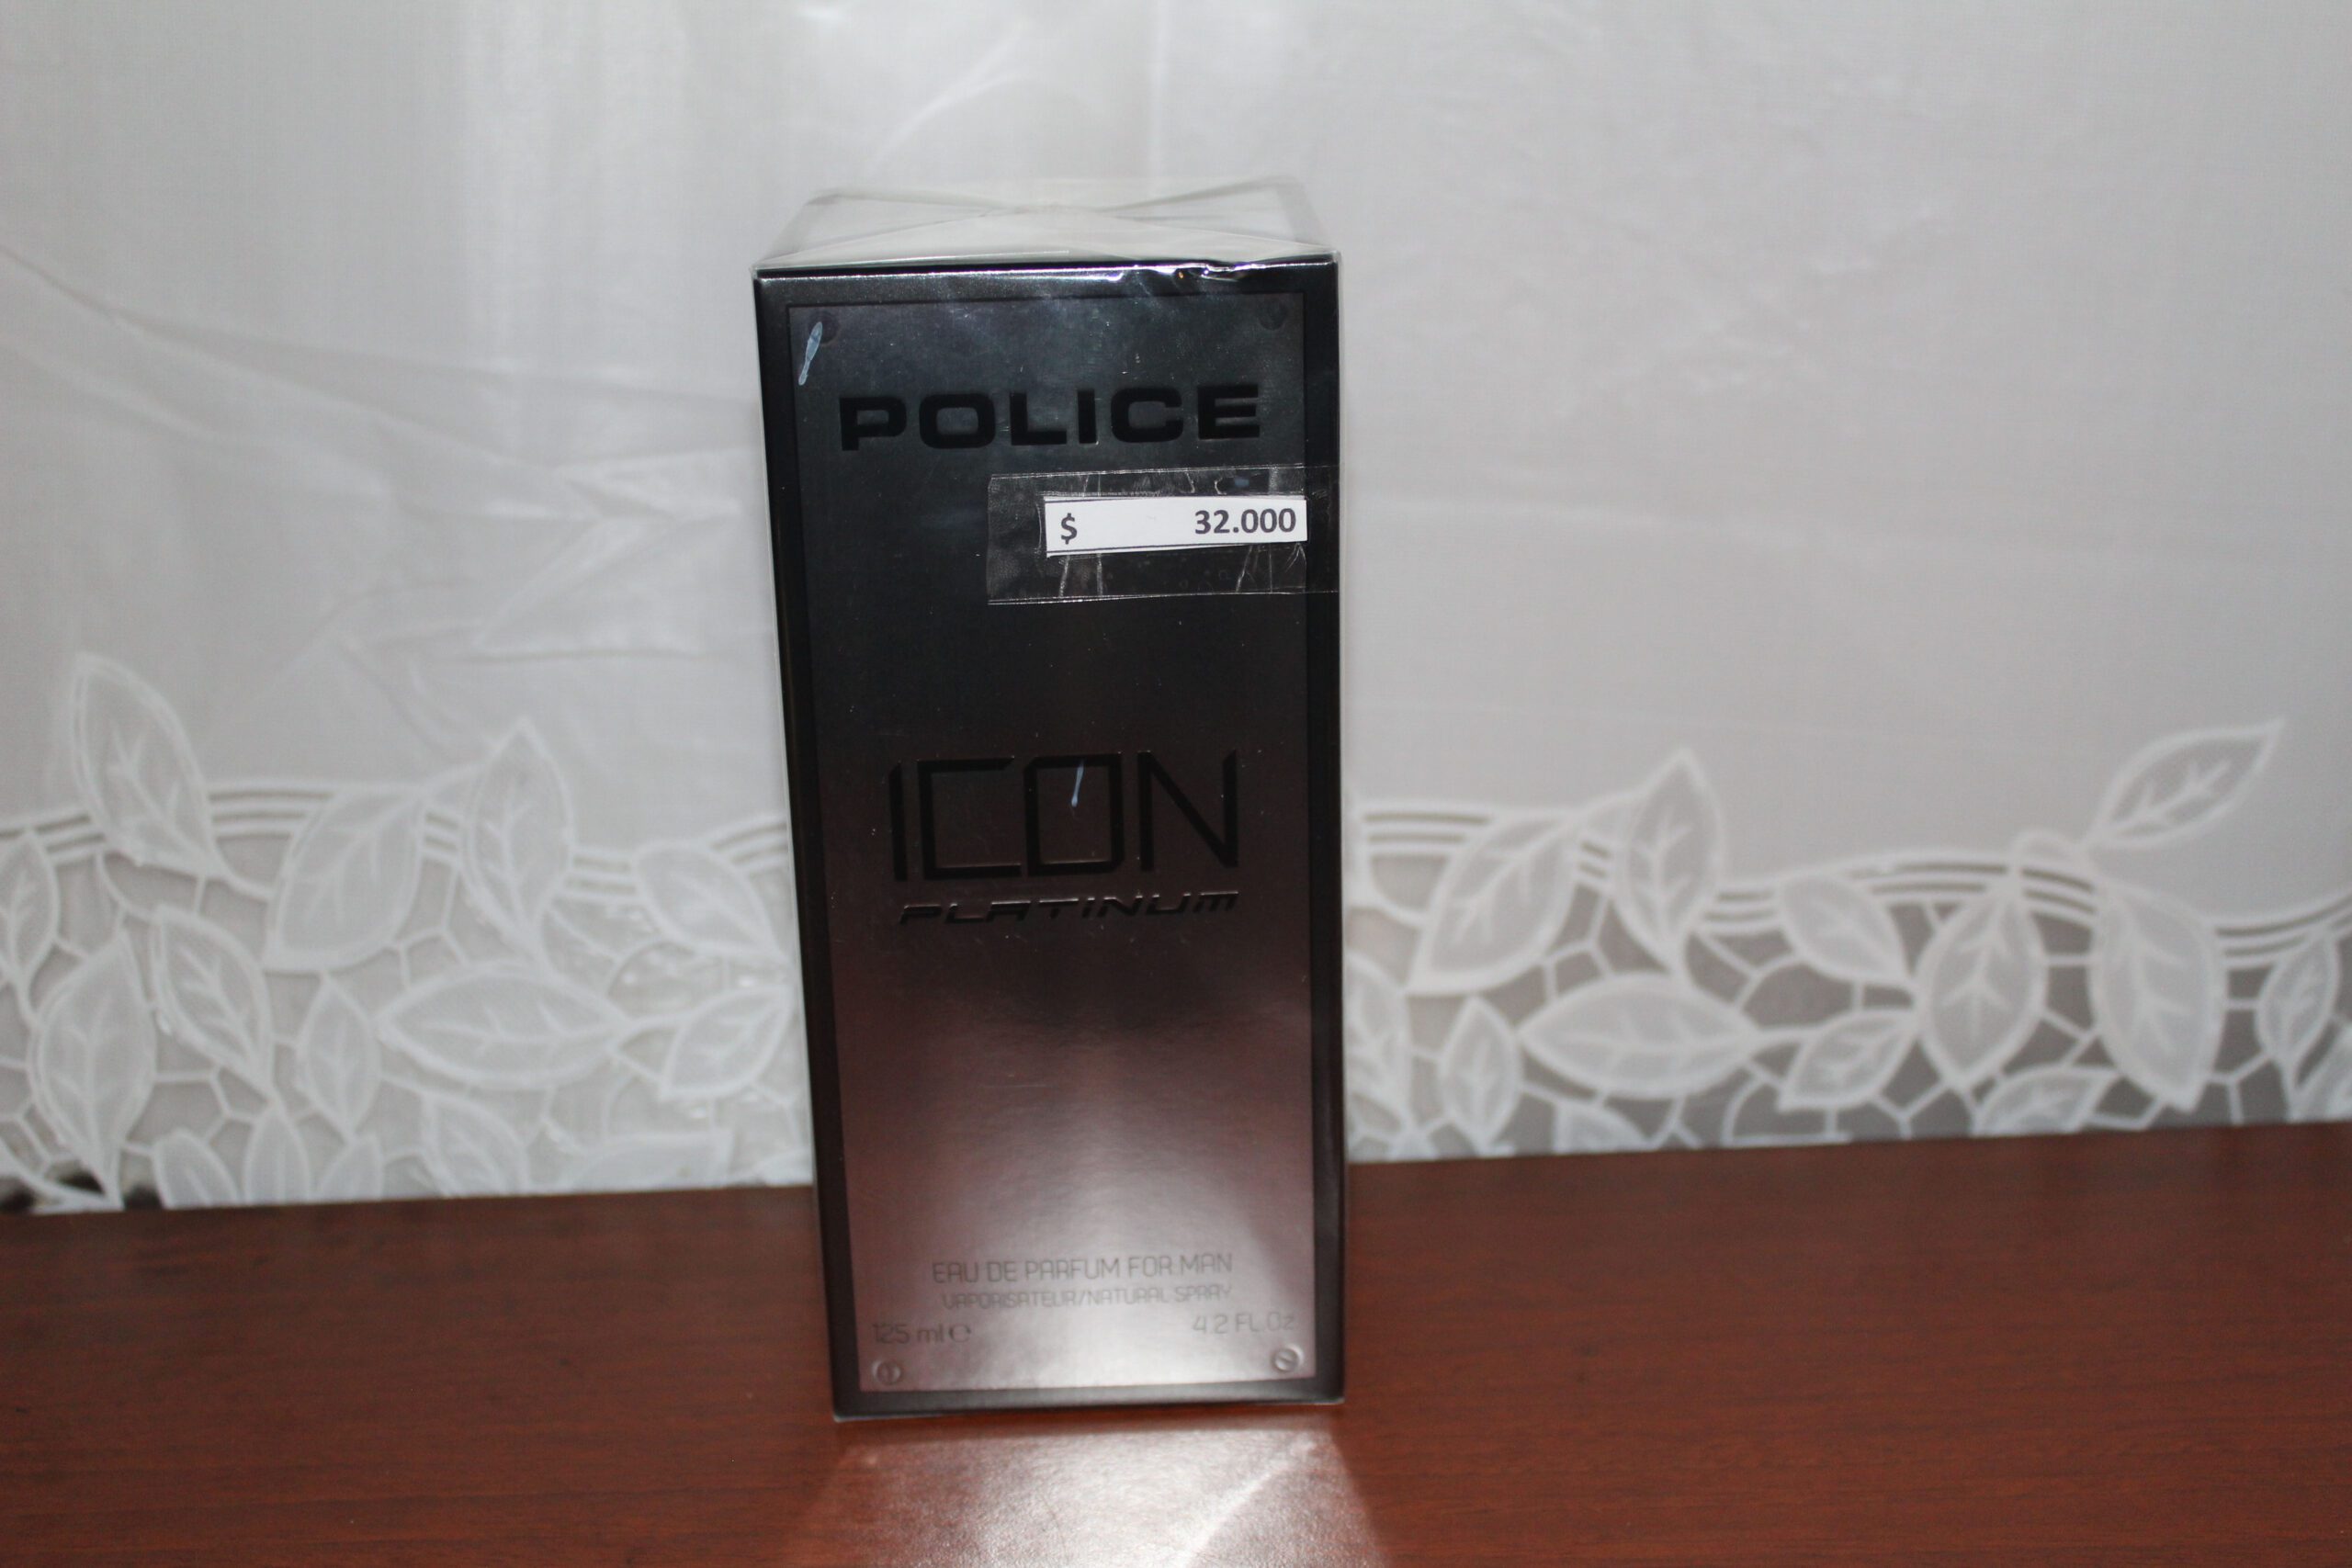 POLICE
$ 32.000
ICON
PLATINUM
EAU DE PARFUM FOR MAN
VAPORISATEUR/NATURAL SPRAY
125 ml ℮ 4.2 FL.Oz